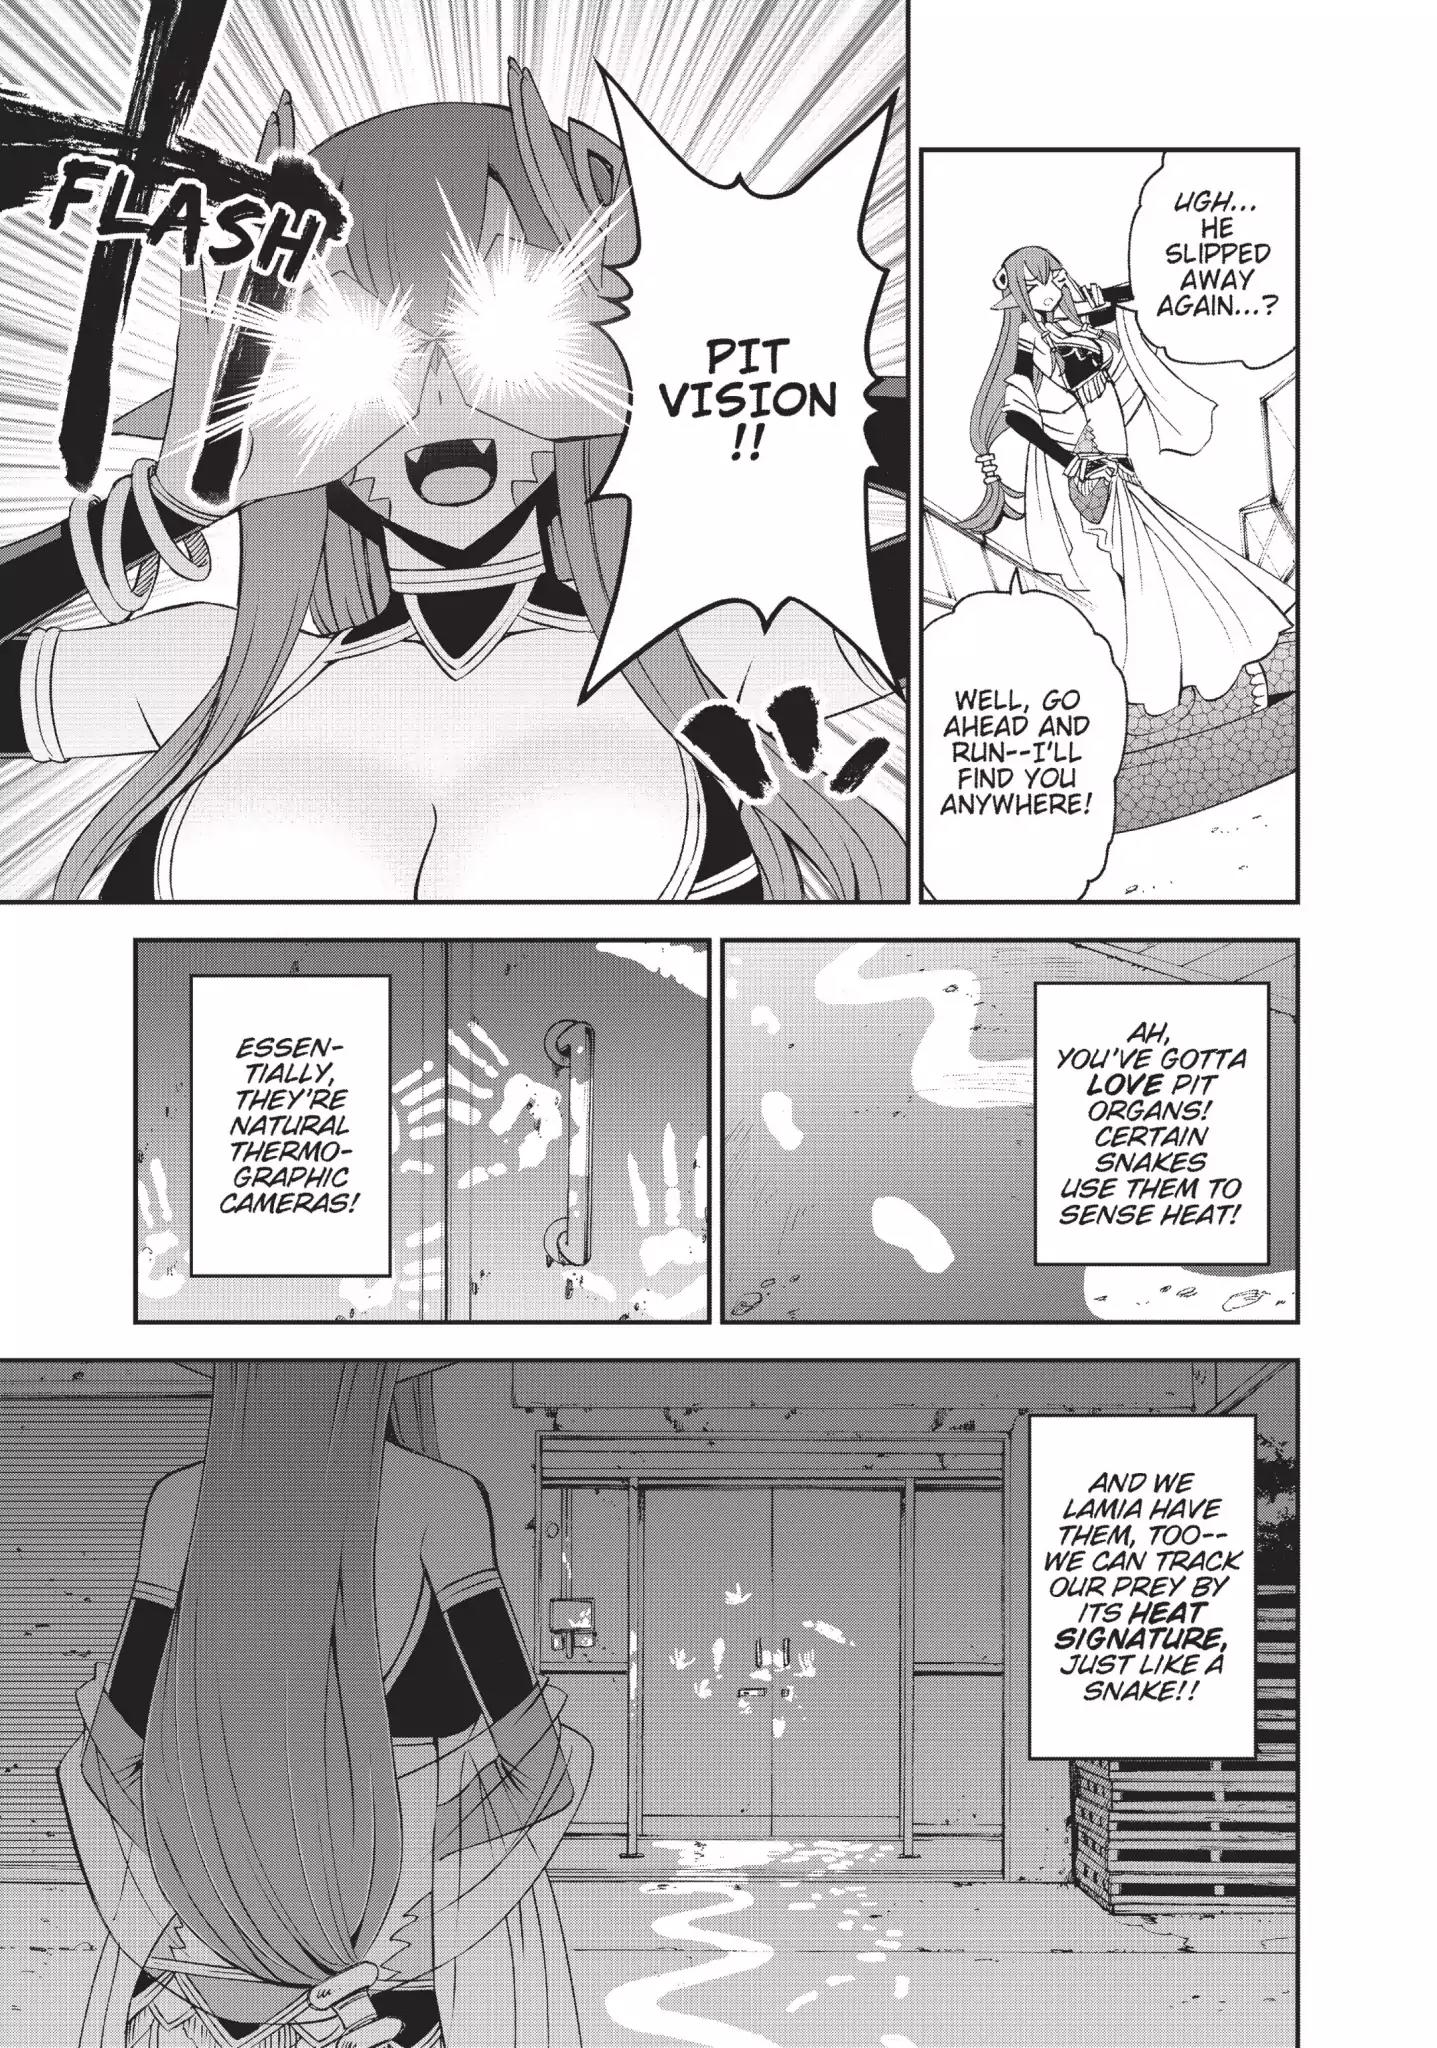 UGH...
HE
SLIPPED
AWAY
AGAIN...?
WELL, GO
AHEAD AND
RUN--I'LL
FIND YOU
ANYWHERE!
PIT
VISION
!!
FLASH
AH,
YOU'VE GOTTA
LOVE PIT
ORGANS!
CERTAIN
SNAKES
USE THEM TO
SENSE HEAT!
ESSEN-
TIALLY,
THEY'RE
NATURAL
THERMO-
GRAPHIC
CAMERAS!
AND WE
LAMIA HAVE
THEM, TOO--
WE CAN TRACK
OUR PREY BY
ITS HEAT
SIGNATURE,
JUST LIKE A
SNAKE!!